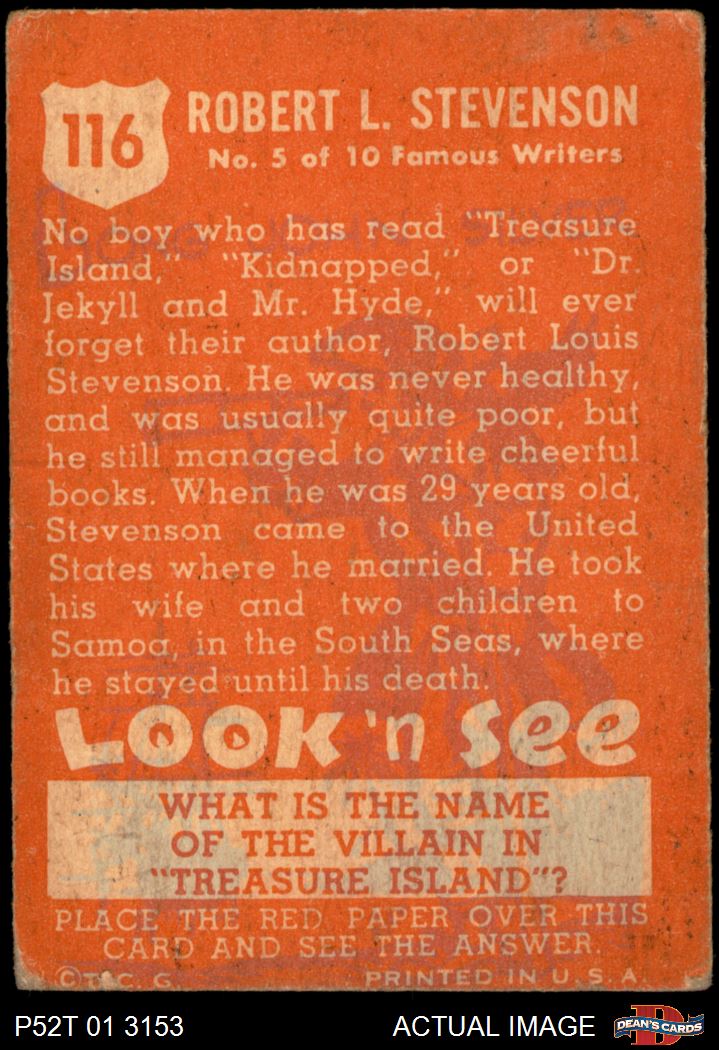 116
ROBERT L. STEVENSON
No. 5 of 10 Famous Writers
No boy who has read "Treasure
Island," "Kidnapped," or "Dr.
Jekyll and Mr. Hyde," will ever
forget their author, Robert Louis
Stevenson. He was never healthy,
and was usually quite poor, but
he still managed to write cheerful
books. When he was 29 years old,
Stevenson came to the United
States where he married. He took
his wife and two children to
Samoa, in the South Seas, where
he stayed until his death.
LOOK 'n SEE
WHAT IS THE NAME
OF THE VILLAIN IN
"TREASURE ISLAND"?
PLACE THE RED PAPER OVER THIS
CARD AND SEE THE ANSWER.
©T. C. G. PRINTED IN U. S. A.
P52T 01 3153
ACTUAL IMAGE
D
DEAN'S CARDS